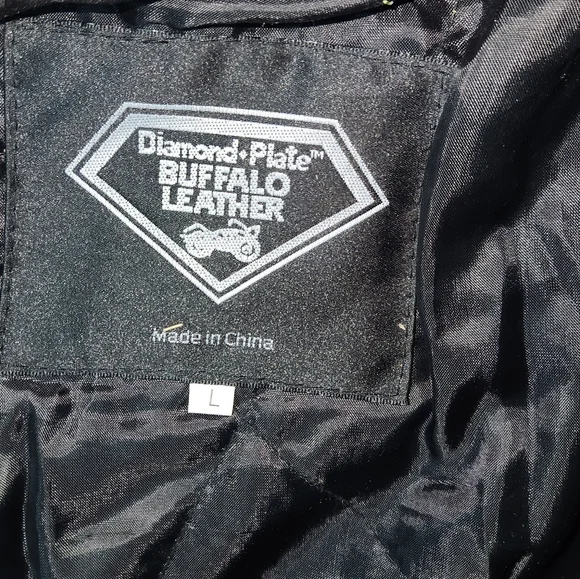 Diamond♦Plate™
BUFFALO
LEATHER
Made in China
L